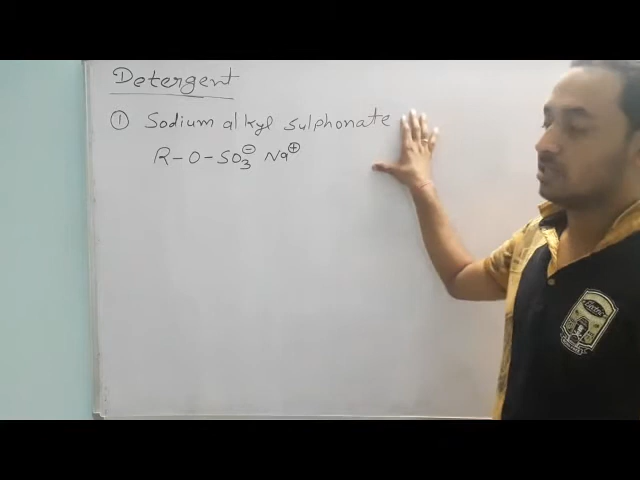 Detergent
① Sodium alkyl sulphonate
R-O-SO₃⊖ Na⊕